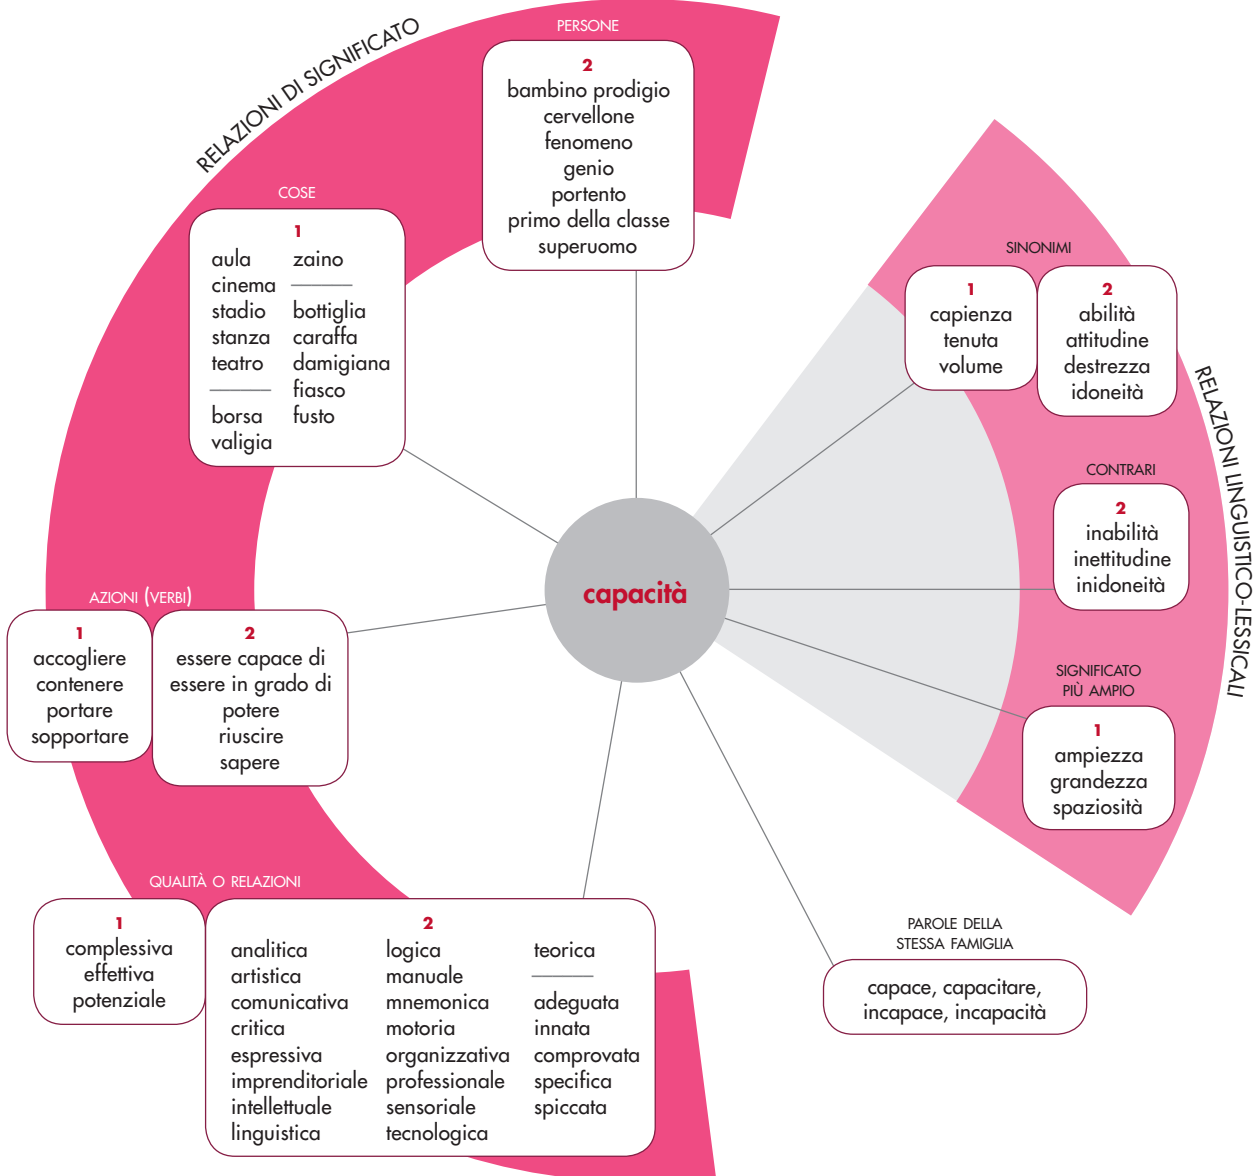 RELAZIONI DI SIGNIFICATO
PERSONE
2
bambino prodigio
cervellone
fenomeno
genio
portento
primo della classe
superuomo
COSE
1
aula
cinema
stadio
stanza
teatro
borsa
valigia
zaino
bottiglia
caraffa
damigiana
fiasco
fusto
AZIONI (VERBI)
1
accogliere
contenere
portare
sopportare
2
essere capace di
essere in grado di
potere
riuscire
sapere
QUALITÀ O RELAZIONI
1
complessiva
effettiva
potenziale
2
analitica
artistica
comunicativa
critica
espressiva
imprenditoriale
intellettuale
linguistica
logica
manuale
mnemonica
motoria
organizzativa
professionale
sensoriale
tecnologica
teorica
adeguata
innata
comprovata
specifica
spiccata
capacità
RELAZIONI LINGUISTICO-LESSICALI
SINONIMI
1
capienza
tenuta
volume
2
abilità
attitudine
destrezza
idoneità
CONTRARI
2
inabilità
inettitudine
inidoneità
SIGNIFICATO
PIÙ AMPIO
1
ampiezza
grandezza
spaziosità
PAROLE DELLA
STESSA FAMIGLIA
capace, capacitare,
incapace, incapacità